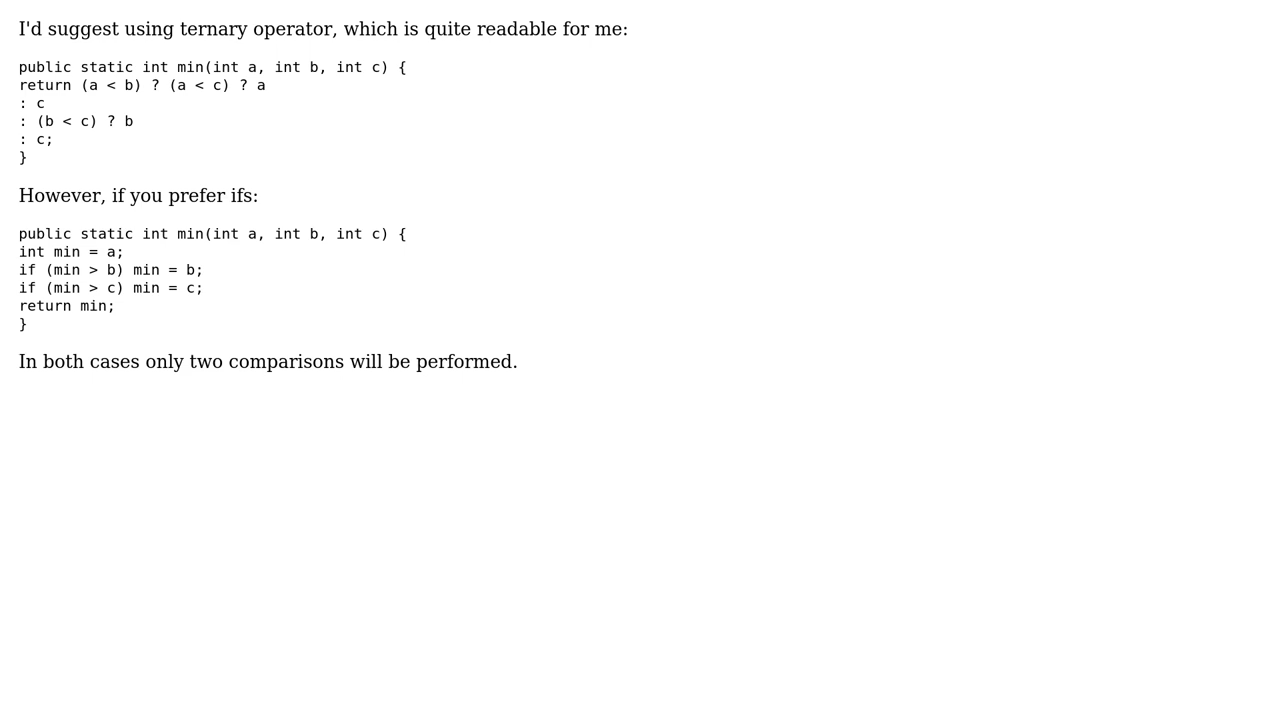 I'd suggest using ternary operator, which is quite readable for me:
public static int min(int a, int b, int c) {
return (a < b) ? (a < c) ? a
: c
: (b < c) ? b
: c;
}
However, if you prefer ifs:
public static int min(int a, int b, int c) {
int min = a;
if (min > b) min = b;
if (min > c) min = c;
return min;
}
In both cases only two comparisons will be performed.